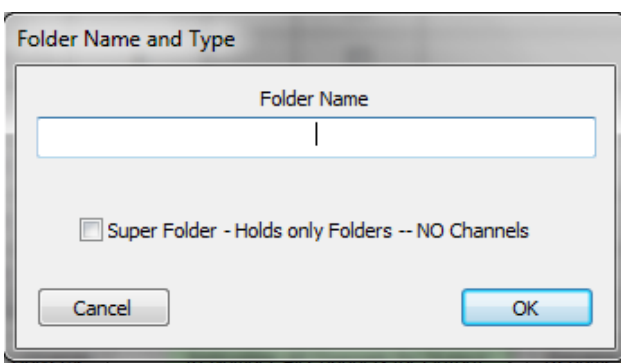 Folder Name and Type
Folder Name
Super Folder - Holds only Folders -- NO Channels
Cancel
OK